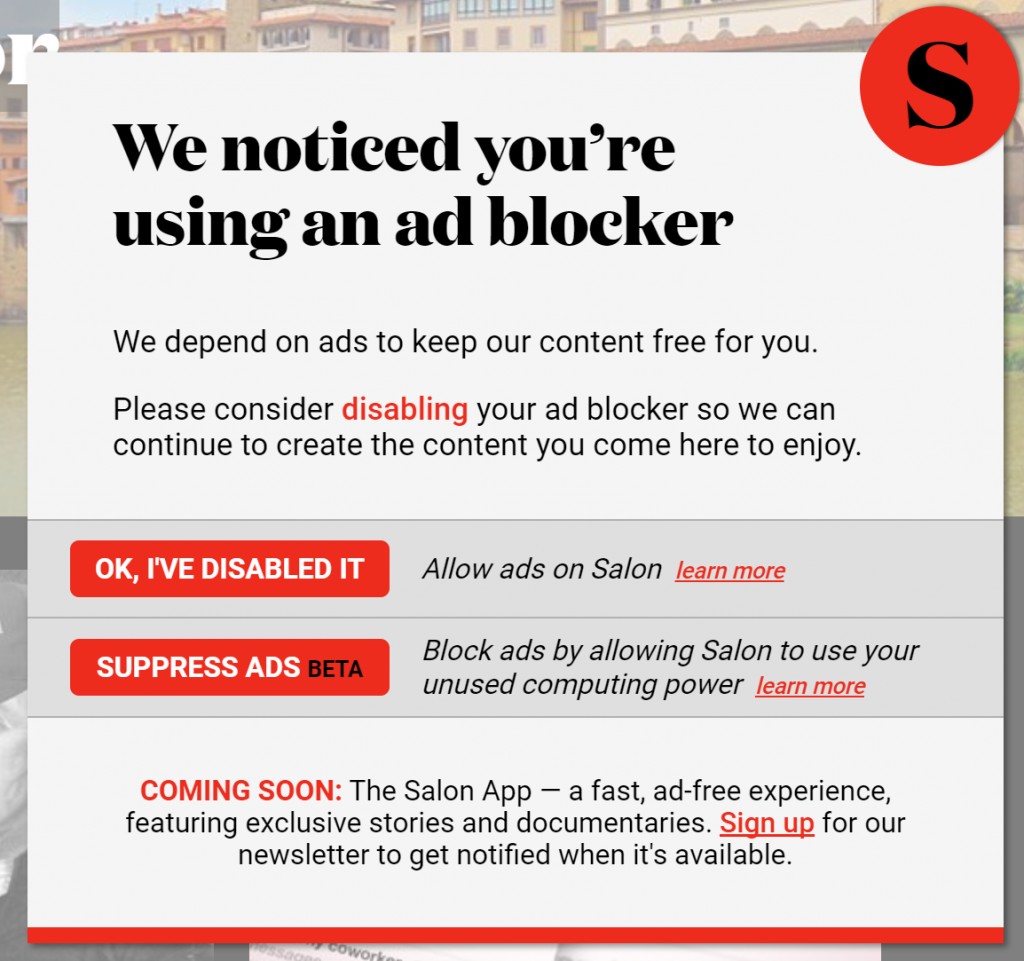 S
We noticed you’re
using an ad blocker
We depend on ads to keep our content free for you.
Please consider disabling your ad blocker so we can
continue to create the content you come here to enjoy.
OK, I'VE DISABLED IT
Allow ads on Salon learn more
SUPPRESS ADS BETA
Block ads by allowing Salon to use your
unused computing power learn more
COMING SOON: The Salon App — a fast, ad-free experience,
featuring exclusive stories and documentaries. Sign up for our
newsletter to get notified when it's available.
coworker